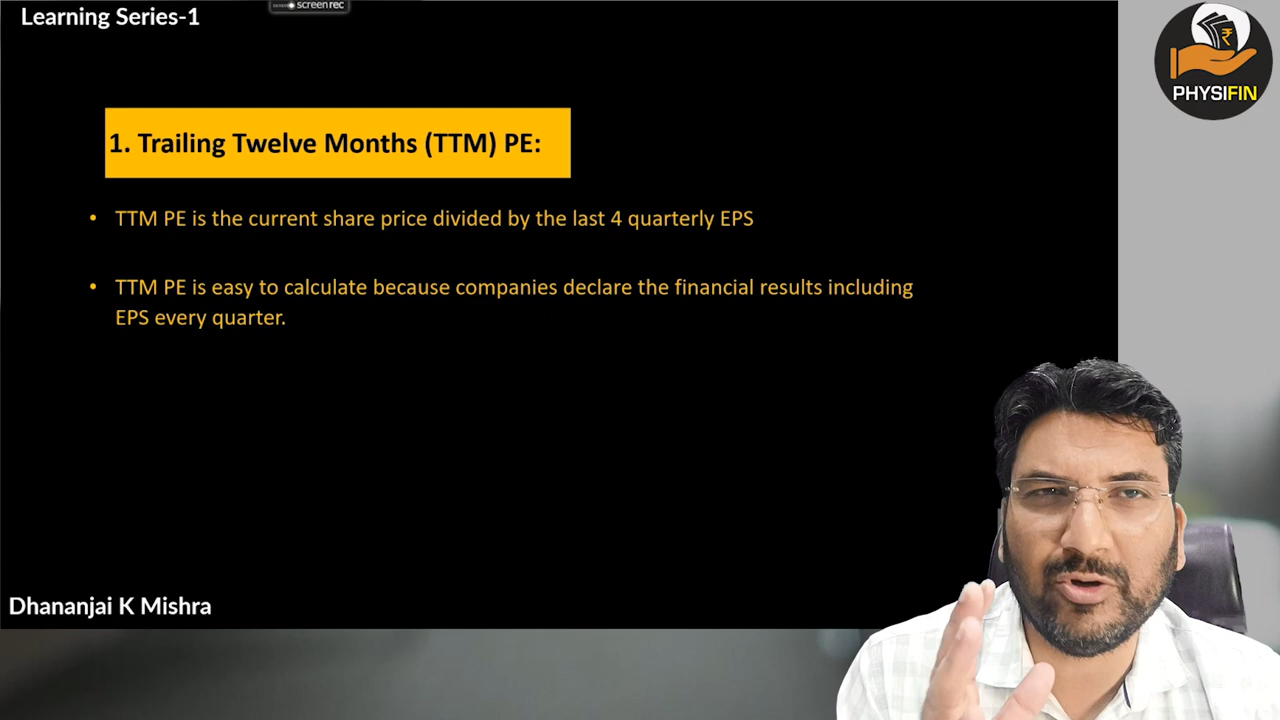 Learning Series-1
screenrec
₹
PHYSIFIN
1. Trailing Twelve Months (TTM) PE:
• TTM PE is the current share price divided by the last 4 quarterly EPS
• TTM PE is easy to calculate because companies declare the financial results including
EPS every quarter.
Dhananjai K Mishra